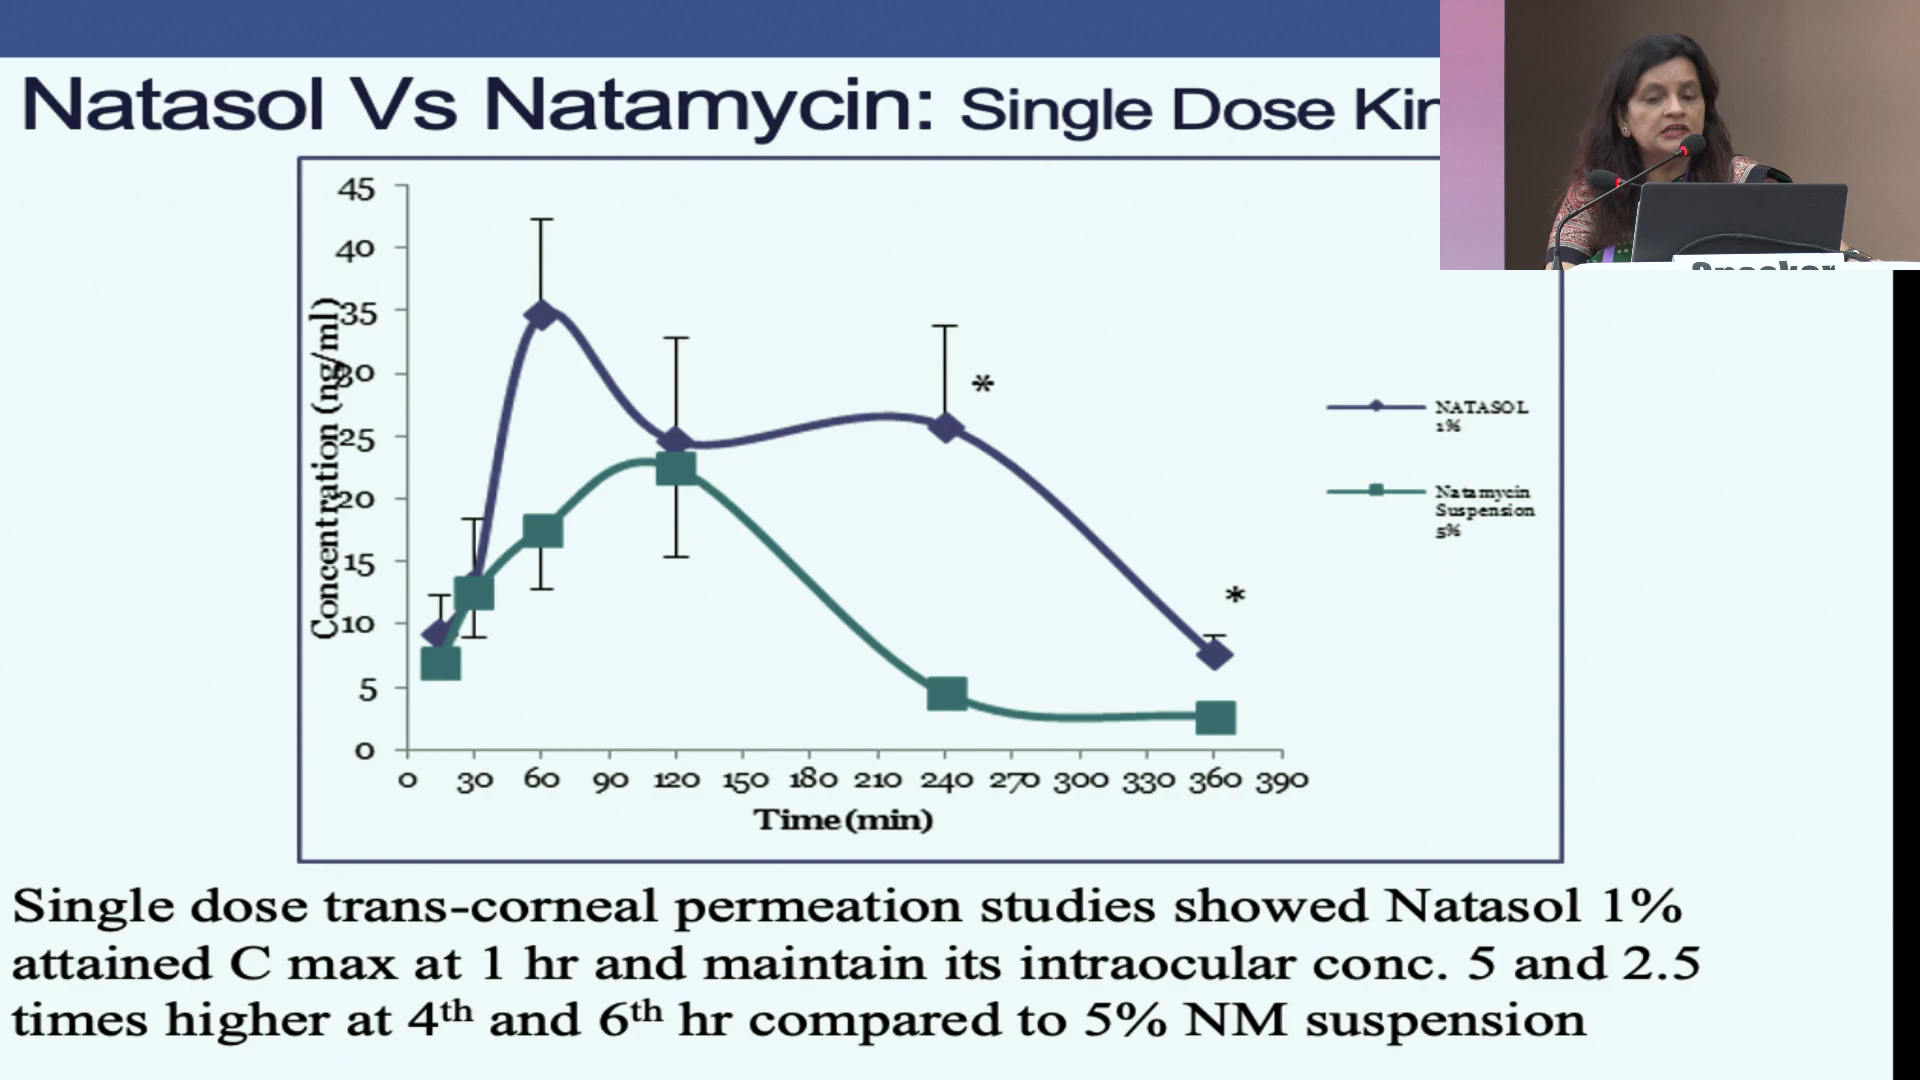 Natasol Vs Natamycin: Single Dose Kin
45
40
35
30
25
20
15
10
5
0
Concentration (ng/ml)
0 30 60 90 120 150 180 210 240 270 300 330 360 390
Time (min)
*
*
NATASOL
1%
Natamycin
Suspension
5%
Single dose trans-corneal permeation studies showed Natasol 1%
attained C max at 1 hr and maintain its intraocular conc. 5 and 2.5
times higher at 4th and 6th hr compared to 5% NM suspension
Speaker